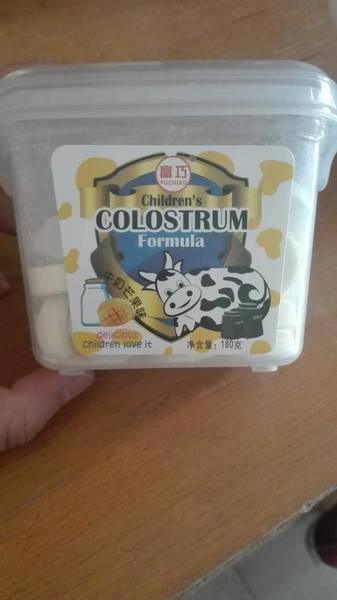 富巧
FUCHIAO
Children's
COLOSTRUM
Formula
牛奶芒果味
delicious
children love it
净含量：180克